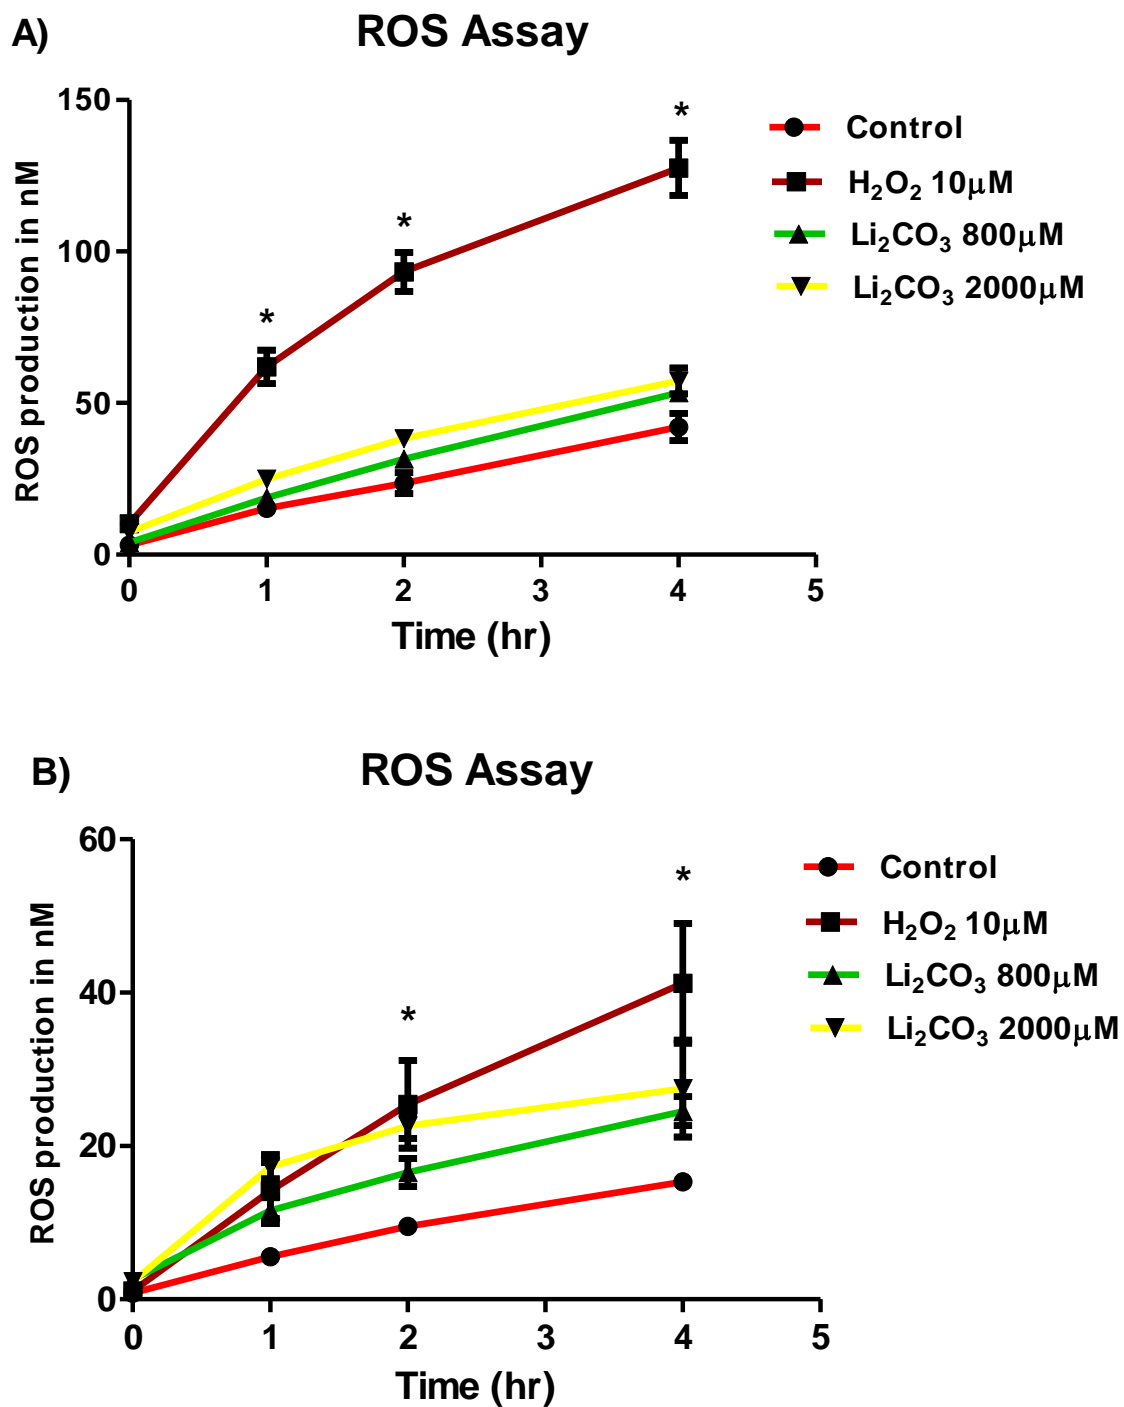 A)
ROS Assay
ROS production in nM
150
100
50
0
*
*
*
0 1 2 3 4 5
Time (hr)
Control
H₂O₂ 10μM
Li₂CO₃ 800μM
Li₂CO₃ 2000μM
B)
ROS Assay
ROS production in nM
60
40
20
0
*
*
0 1 2 3 4 5
Time (hr)
Control
H₂O₂ 10μM
Li₂CO₃ 800μM
Li₂CO₃ 2000μM